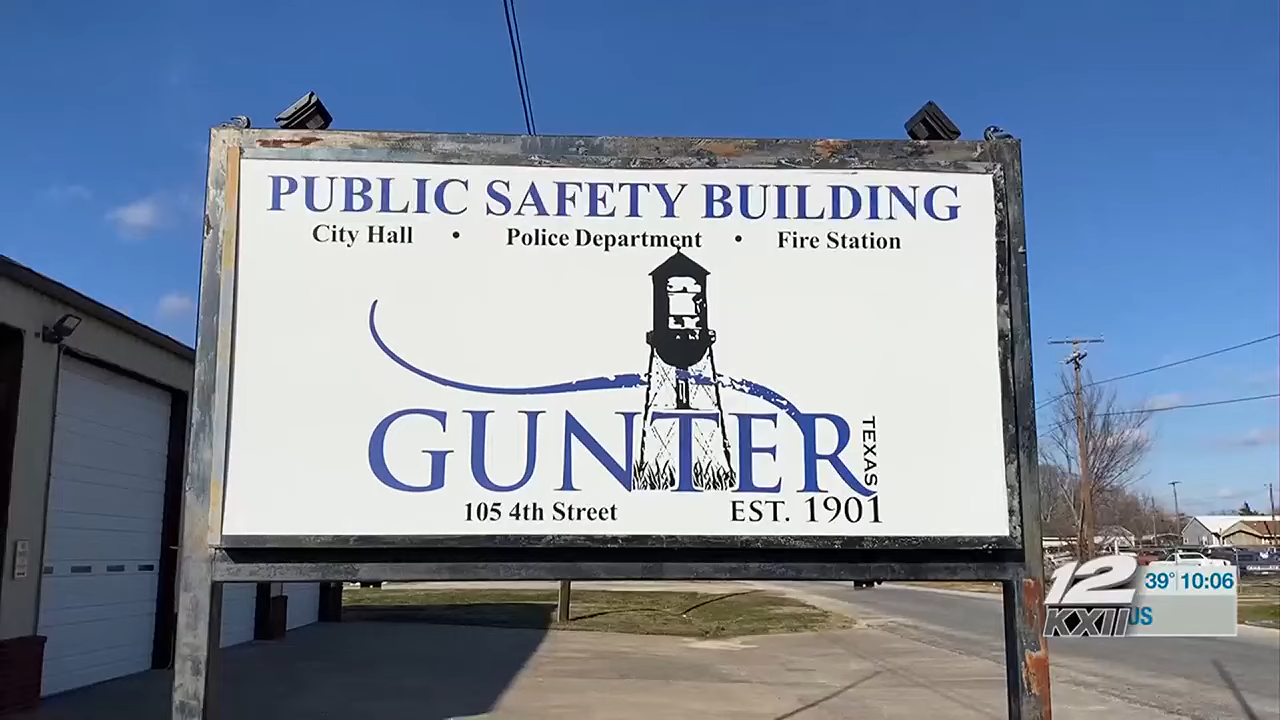 PUBLIC SAFETY BUILDING
City Hall • Police Department • Fire Station
GUNTER
TEXAS
105 4th Street
EST. 1901
12
39° 10:06
KXII
US